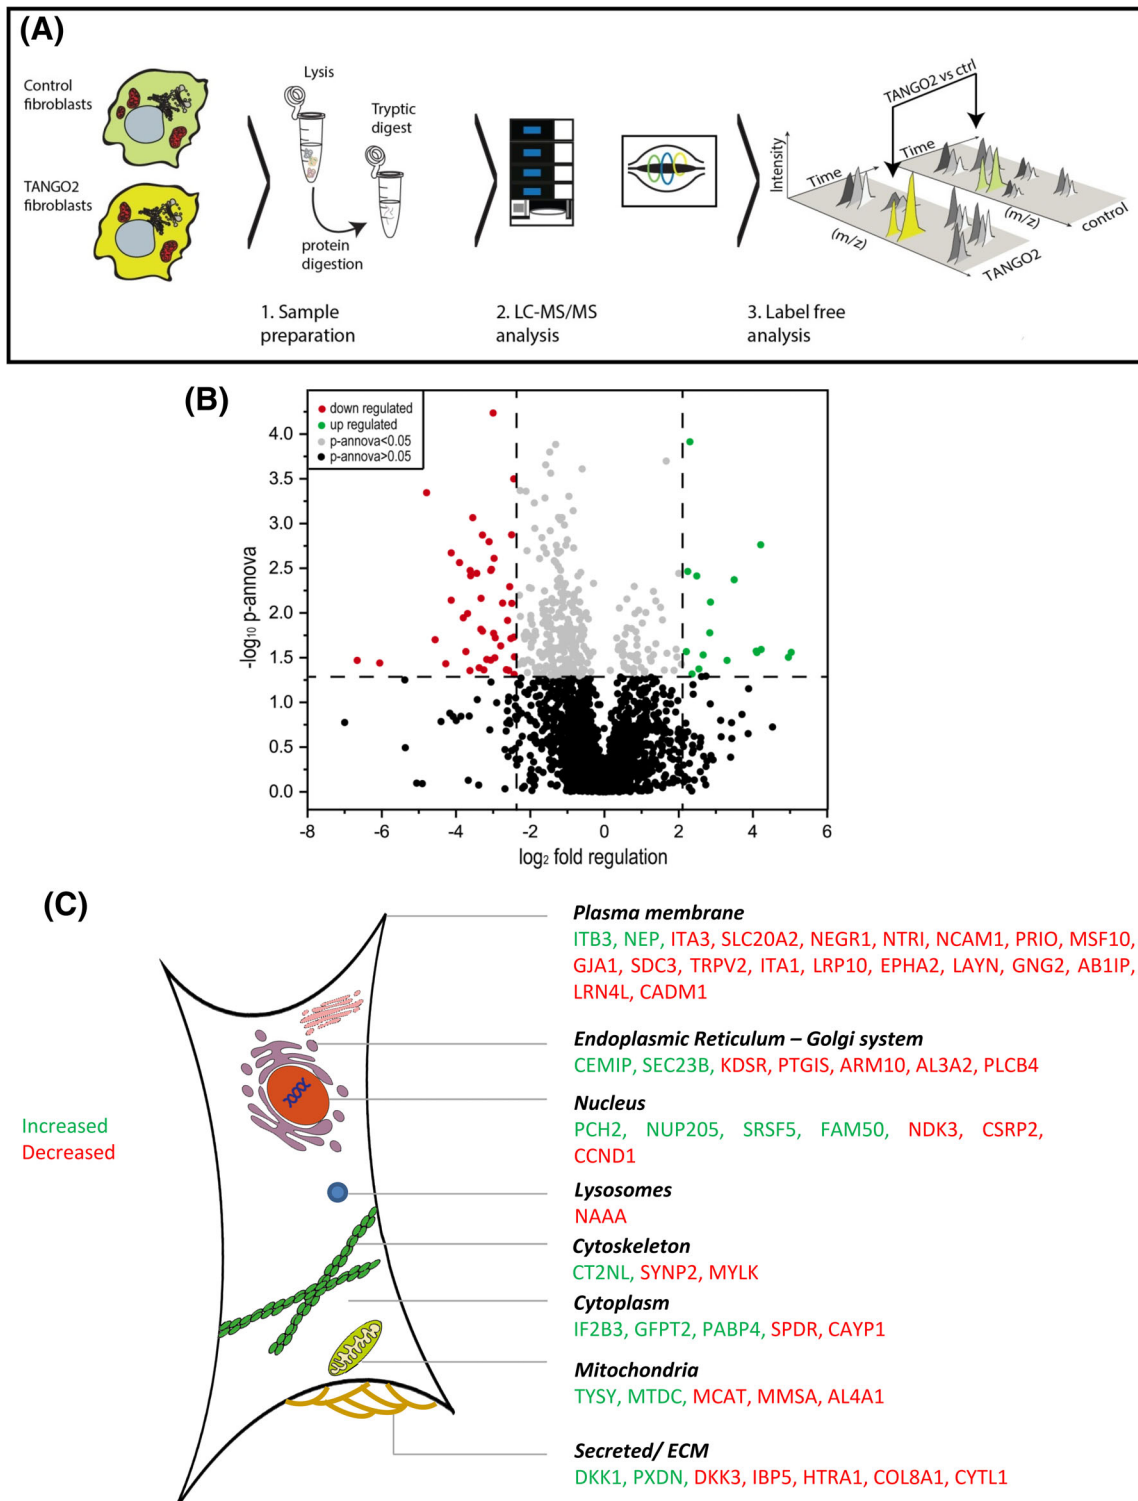 (A)
Control
fibroblasts
TANGO2
fibroblasts
Lysis
Tryptic
digest
protein
digestion
1. Sample
preparation
2. LC-MS/MS
analysis
3. Label free
analysis
TANGO2 vs ctrl
Intensity
Time
Time
(m/z)
(m/z)
control
TANGO2
(B)
down regulated
up regulated
p-annova<0.05
p-annova>0.05
-log10 p-annova
4.0
3.5
3.0
2.5
2.0
1.5
1.0
0.5
0.0
-8 -6 -4 -2 0 2 4 6
log2 fold regulation
(C)
Increased
Decreased
Plasma membrane
ITB3, NEP, ITA3, SLC20A2, NEGR1, NTRI, NCAM1, PRIO, MSF10,
GJA1, SDC3, TRPV2, ITA1, LRP10, EPHA2, LAYN, GNG2, AB1IP,
LRN4L, CADM1
Endoplasmic Reticulum – Golgi system
CEMIP, SEC23B, KDSR, PTGIS, ARM10, AL3A2, PLCB4
Nucleus
PCH2, NUP205, SRSF5, FAM50, NDK3, CSRP2,
CCND1
Lysosomes
NAAA
Cytoskeleton
CT2NL, SYNP2, MYLK
Cytoplasm
IF2B3, GFPT2, PABP4, SPDR, CAYP1
Mitochondria
TYSY, MTDC, MCAT, MMSA, AL4A1
Secreted/ ECM
DKK1, PXDN, DKK3, IBP5, HTRA1, COL8A1, CYTL1